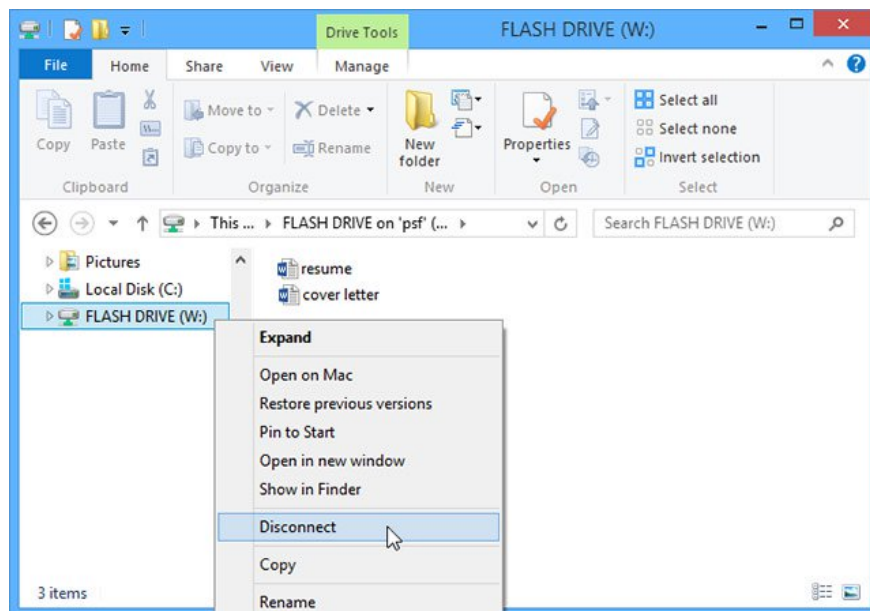 Drive Tools
FLASH DRIVE (W:)
File Home Share View Manage
Copy
Paste
Move to
Copy to
Delete
Rename
New folder
Properties
Select all
Select none
Invert selection
Clipboard Organize New Open Select
This ... FLASH DRIVE on 'psf' (...
Search FLASH DRIVE (W:)
Pictures
Local Disk (C:)
FLASH DRIVE (W:)
resume
cover letter
Expand
Open on Mac
Restore previous versions
Pin to Start
Open in new window
Show in Finder
Disconnect
Copy
Rename
3 items